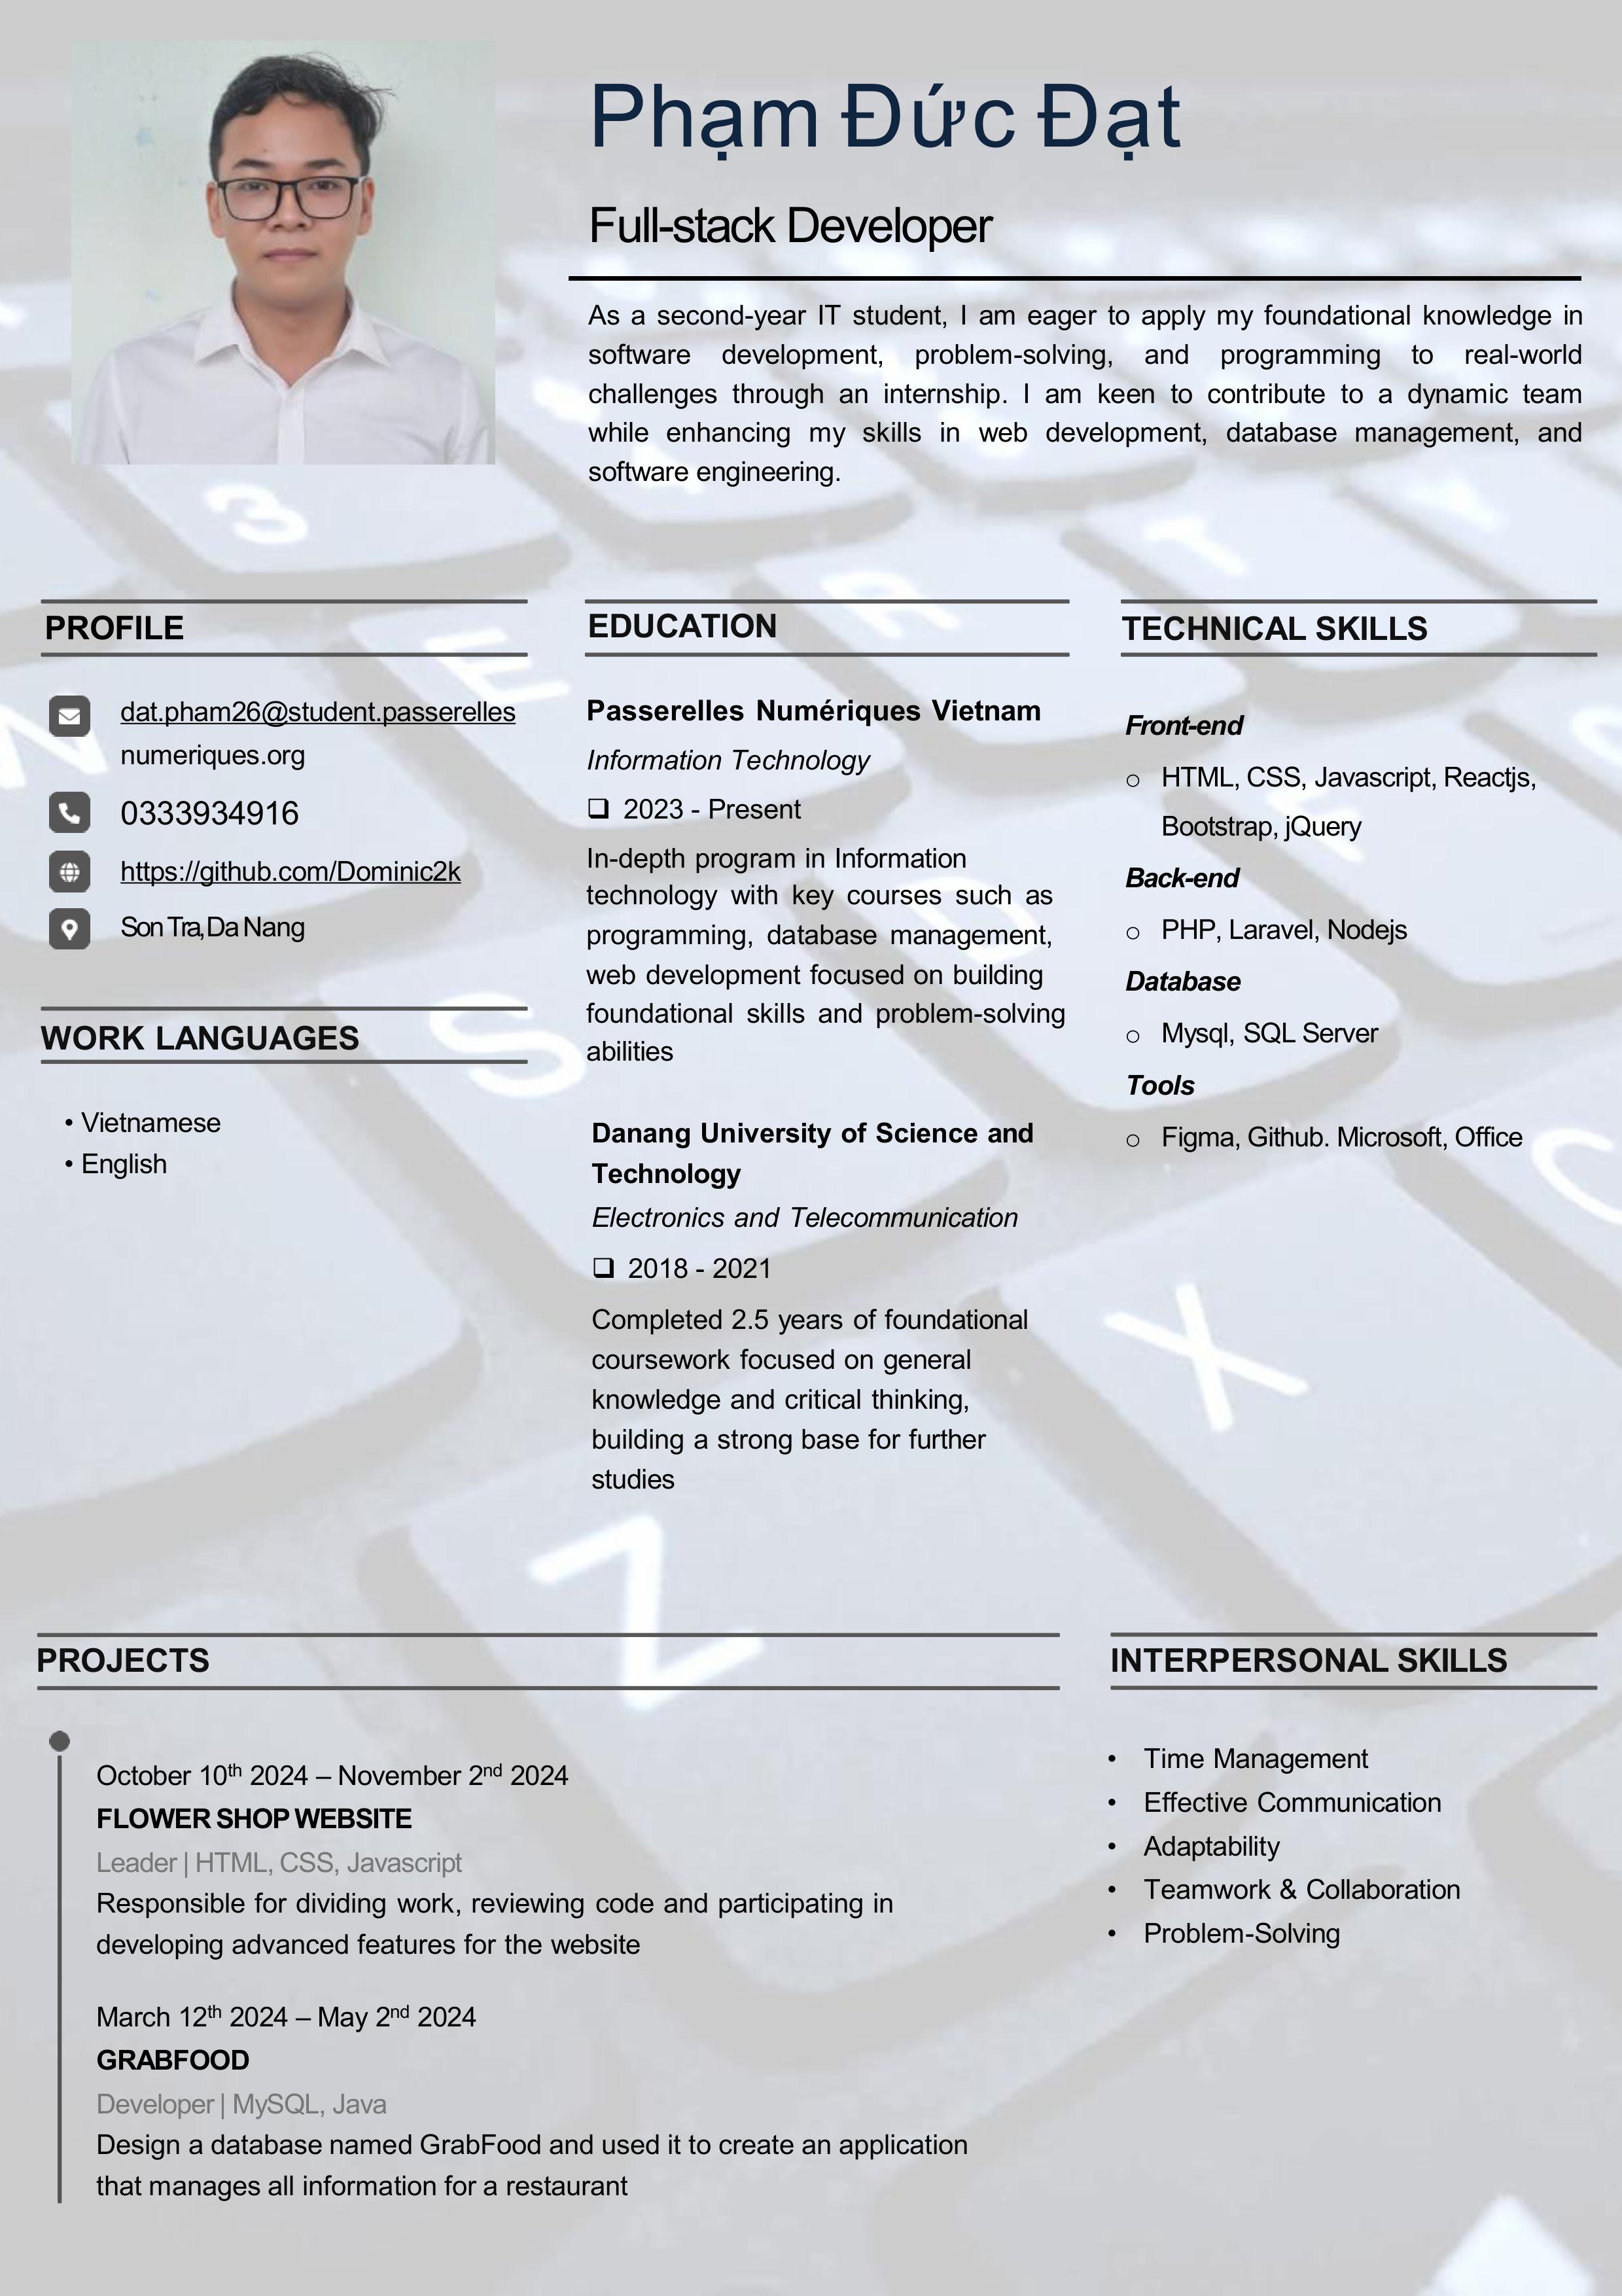 Phạm Đức Đạt
Full-stack Developer
As a second-year IT student, I am eager to apply my foundational knowledge in
software development, problem-solving, and programming to real-world
challenges through an internship. I am keen to contribute to a dynamic team
while enhancing my skills in web development, database management, and
software engineering.
PROFILE
dat.pham26@student.passerelles
numeriques.org
0333934916
https://github.com/Dominic2k
Son Tra, Da Nang
WORK LANGUAGES
• Vietnamese
• English
EDUCATION
Passerelles Numériques Vietnam
Information Technology
❑ 2023 - Present
In-depth program in Information
technology with key courses such as
programming, database management,
web development focused on building
foundational skills and problem-solving
abilities
Danang University of Science and
Technology
Electronics and Telecommunication
❑ 2018 - 2021
Completed 2.5 years of foundational
coursework focused on general
knowledge and critical thinking,
building a strong base for further
studies
TECHNICAL SKILLS
Front-end
o HTML, CSS, Javascript, Reactjs,
Bootstrap, jQuery
Back-end
o PHP, Laravel, Nodejs
Database
o Mysql, SQL Server
Tools
o Figma, Github. Microsoft, Office
PROJECTS
October 10th 2024 – November 2nd 2024
FLOWER SHOP WEBSITE
Leader | HTML, CSS, Javascript
Responsible for dividing work, reviewing code and participating in
developing advanced features for the website
March 12th 2024 – May 2nd 2024
GRABFOOD
Developer | MySQL, Java
Design a database named GrabFood and used it to create an application
that manages all information for a restaurant
INTERPERSONAL SKILLS
• Time Management
• Effective Communication
• Adaptability
• Teamwork & Collaboration
• Problem-Solving